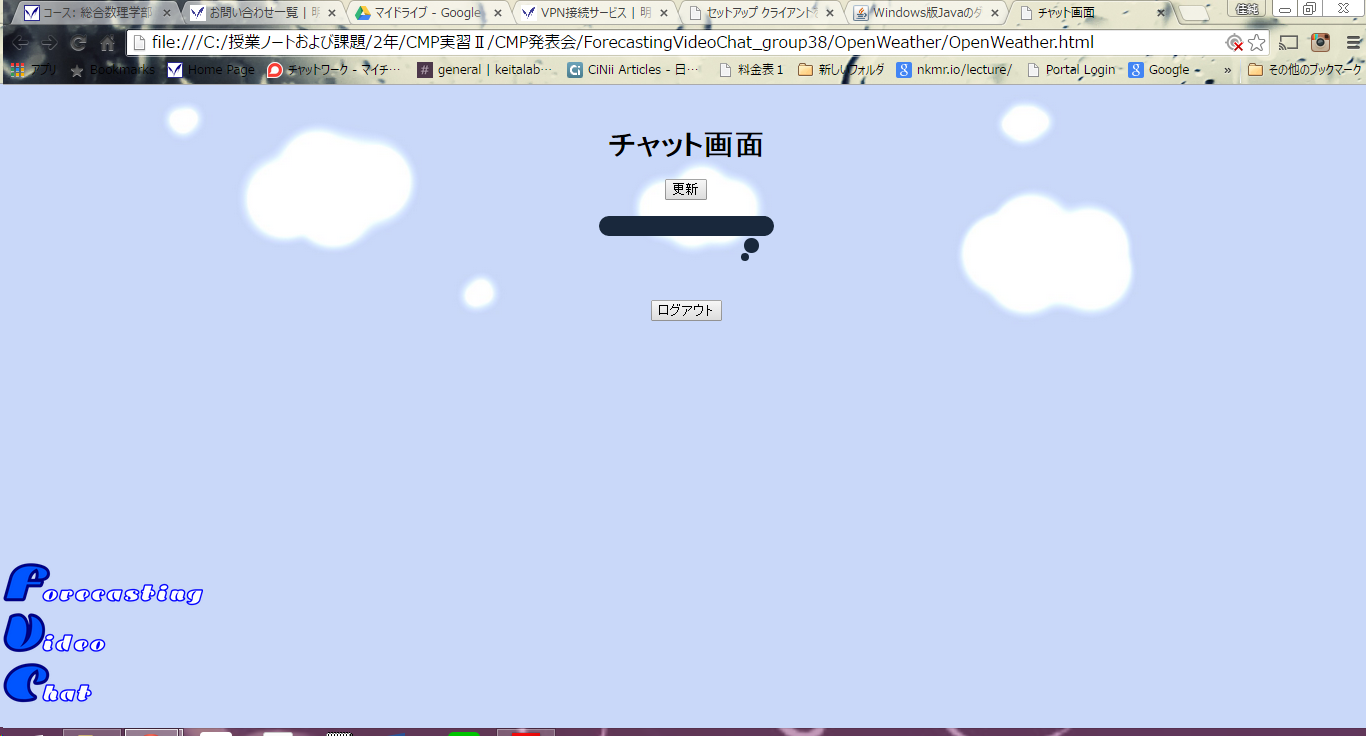 コース: 総合数理学部
お問い合わせ一覧 | 明
マイドライブ - Google
VPN接続サービス | 明
セットアップ クライアント
Windows版Javaのダ
チャット画面
佳純
file:///C:/授業ノートおよび課題/2年/CMP実習Ⅱ/CMP発表会/ForecastingVideoChat_group38/OpenWeather/OpenWeather.html
アプリ
Bookmarks
Home Page
チャットワーク - マイチ…
general | keitalab…
CiNii Articles - 日…
料金表1
新しいフォルダ
nkmr.io/lecture/
Portal Login
Google
»
その他のブックマーク
チャット画面
更新
ログアウト
Forecasting
Video
Chat